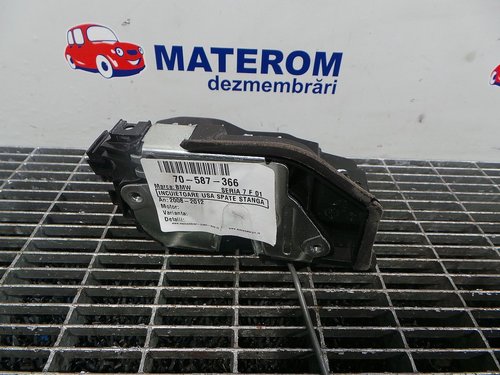 MATEROM
dezmembrări
70-587-366
Marca: BMW SERIA 7 F 01
INCUIETOARE USA SPATE STANGA
An: 2008-2012
Motor:
Varianta:
Detalii: